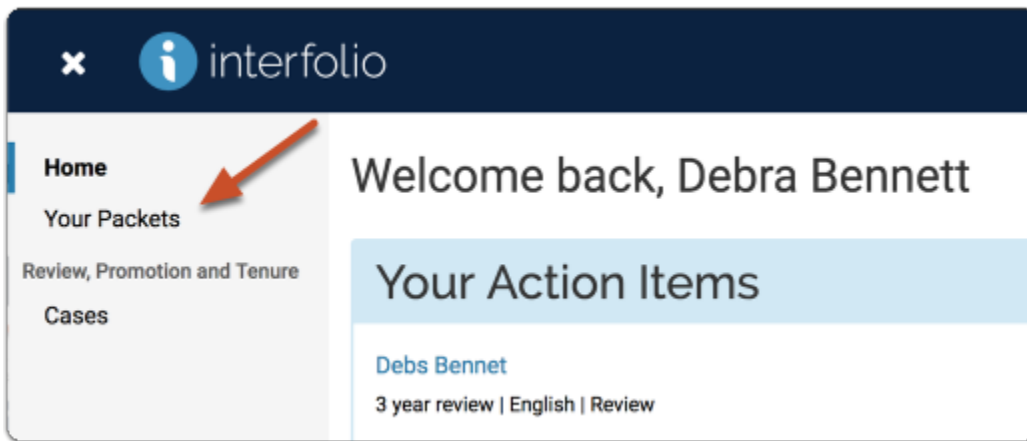 interfolio
Home
Your Packets
Review, Promotion and Tenure
Cases
Welcome back, Debra Bennett
Your Action Items
Debs Bennet
3 year review | English | Review